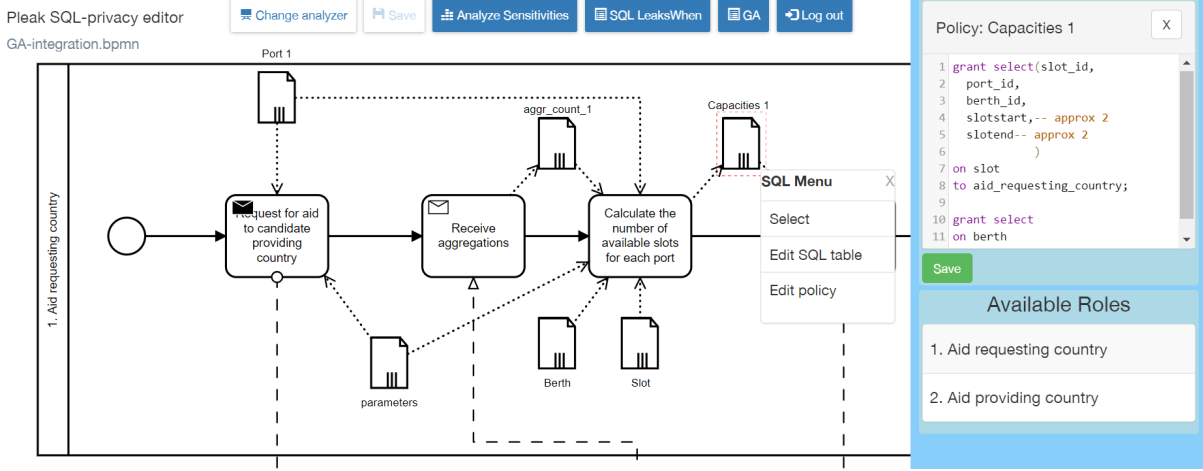 Pleak SQL-privacy editor
GA-integration.bpmn
Change analyzer
Save
Analyze Sensitivities
SQL LeaksWhen
GA
Log out
Port 1
aggr_count_1
Capacities 1
1. Aid requesting country
Request for aid
to candidate
providing
country
Receive
aggregations
Calculate the
number of
available slots
for each port
parameters
Berth
Slot
SQL Menu
X
Select
Edit SQL table
Edit policy
Policy: Capacities 1
X
1 grant select(slot_id,
2 port_id,
3 berth_id,
4 slotstart,-- approx 2
5 slotend-- approx 2
6 )
7 on slot
8 to aid_requesting_country;
9
10 grant select
11 on berth
Save
Available Roles
1. Aid requesting country
2. Aid providing country